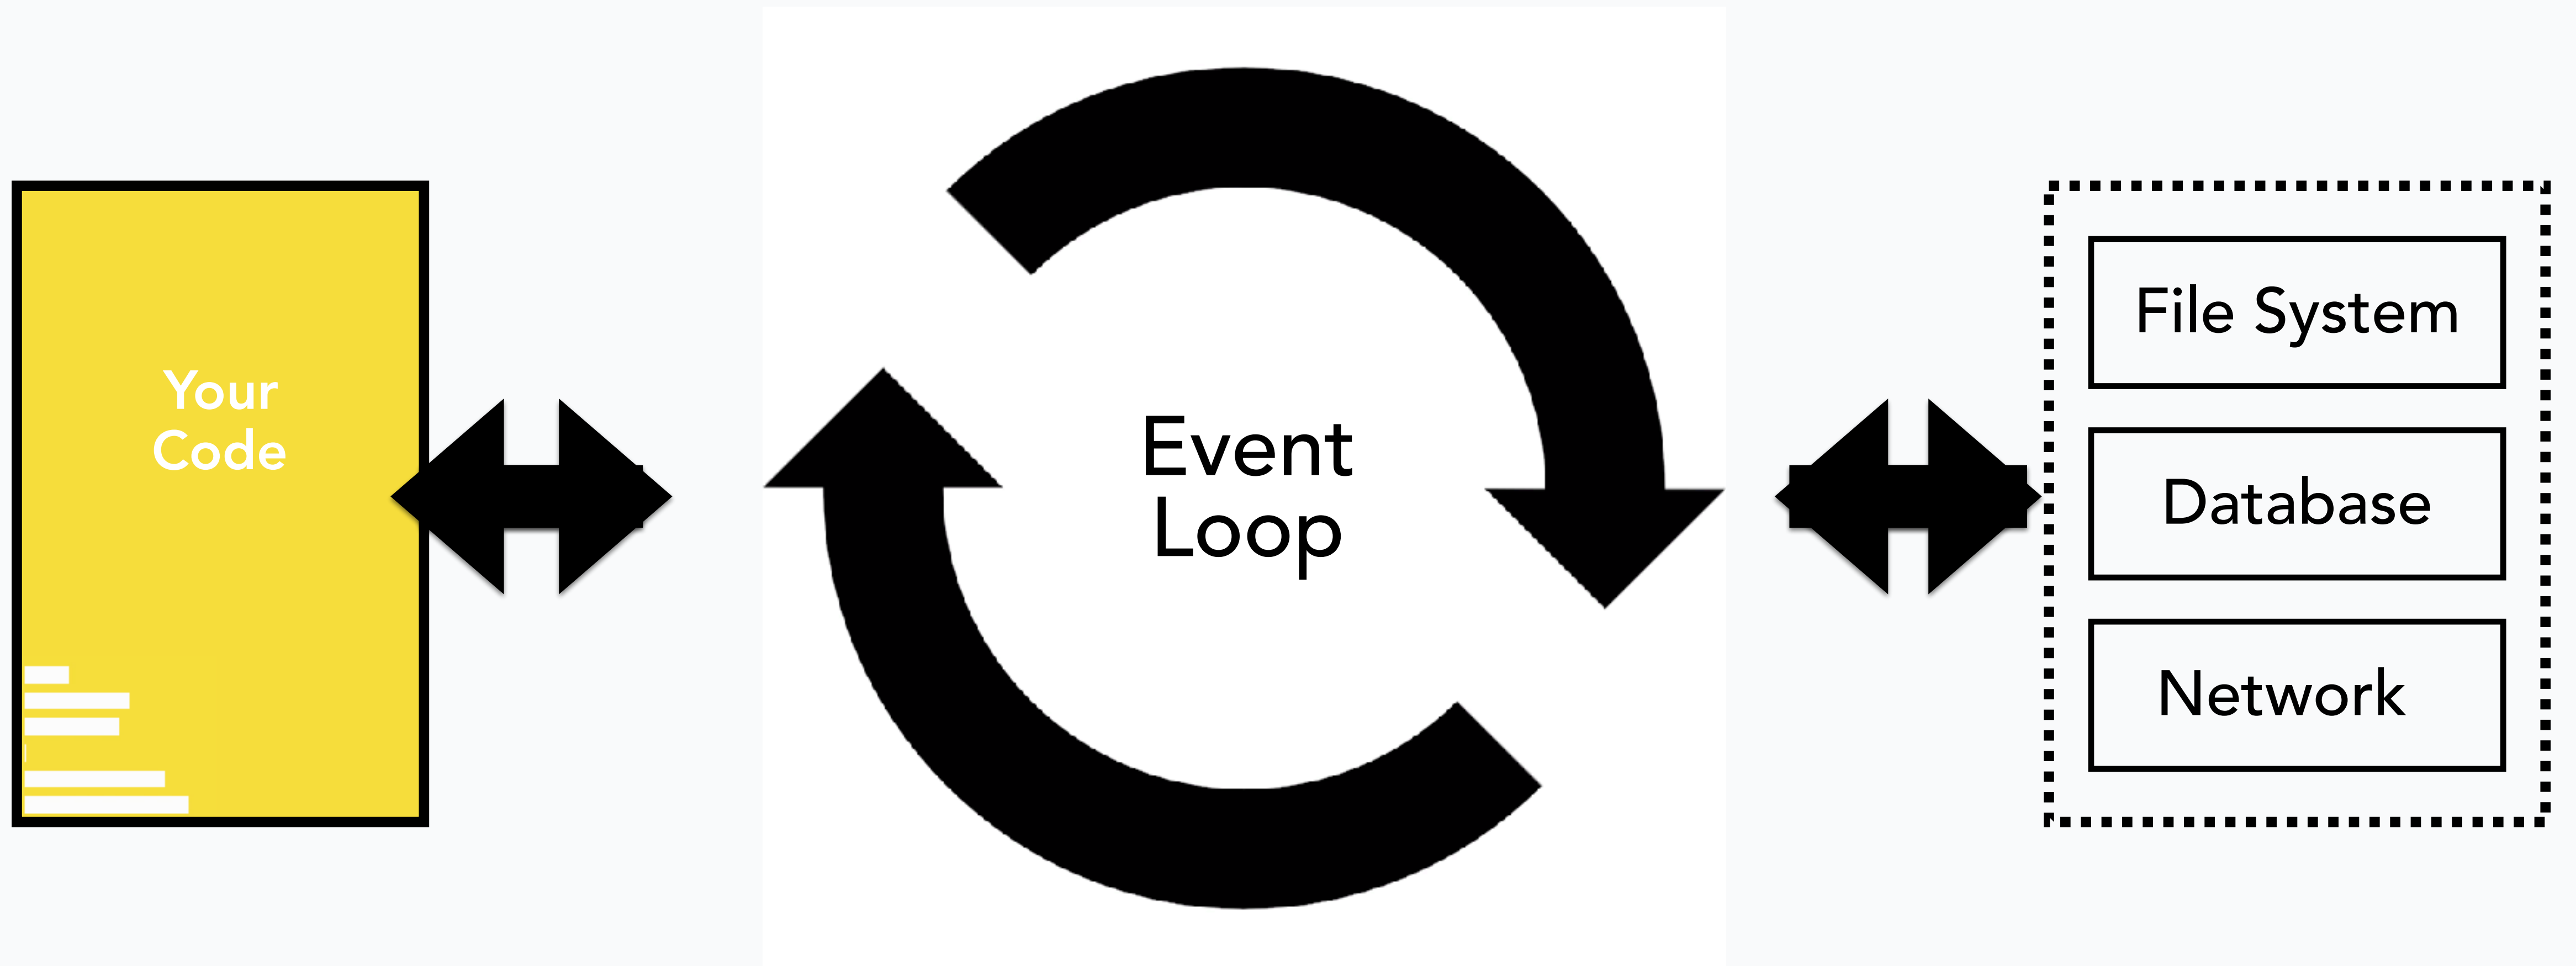 Your
Code
Event
Loop
File System
Database
Network